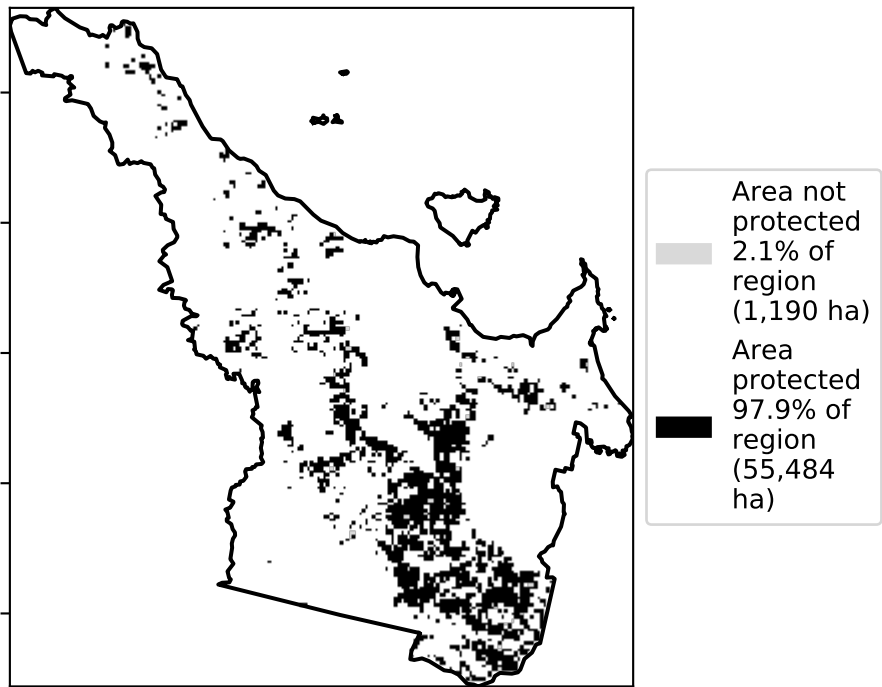 Area not
protected
2.1% of
region
(1,190 ha)
Area
protected
97.9% of
region
(55,484
ha)